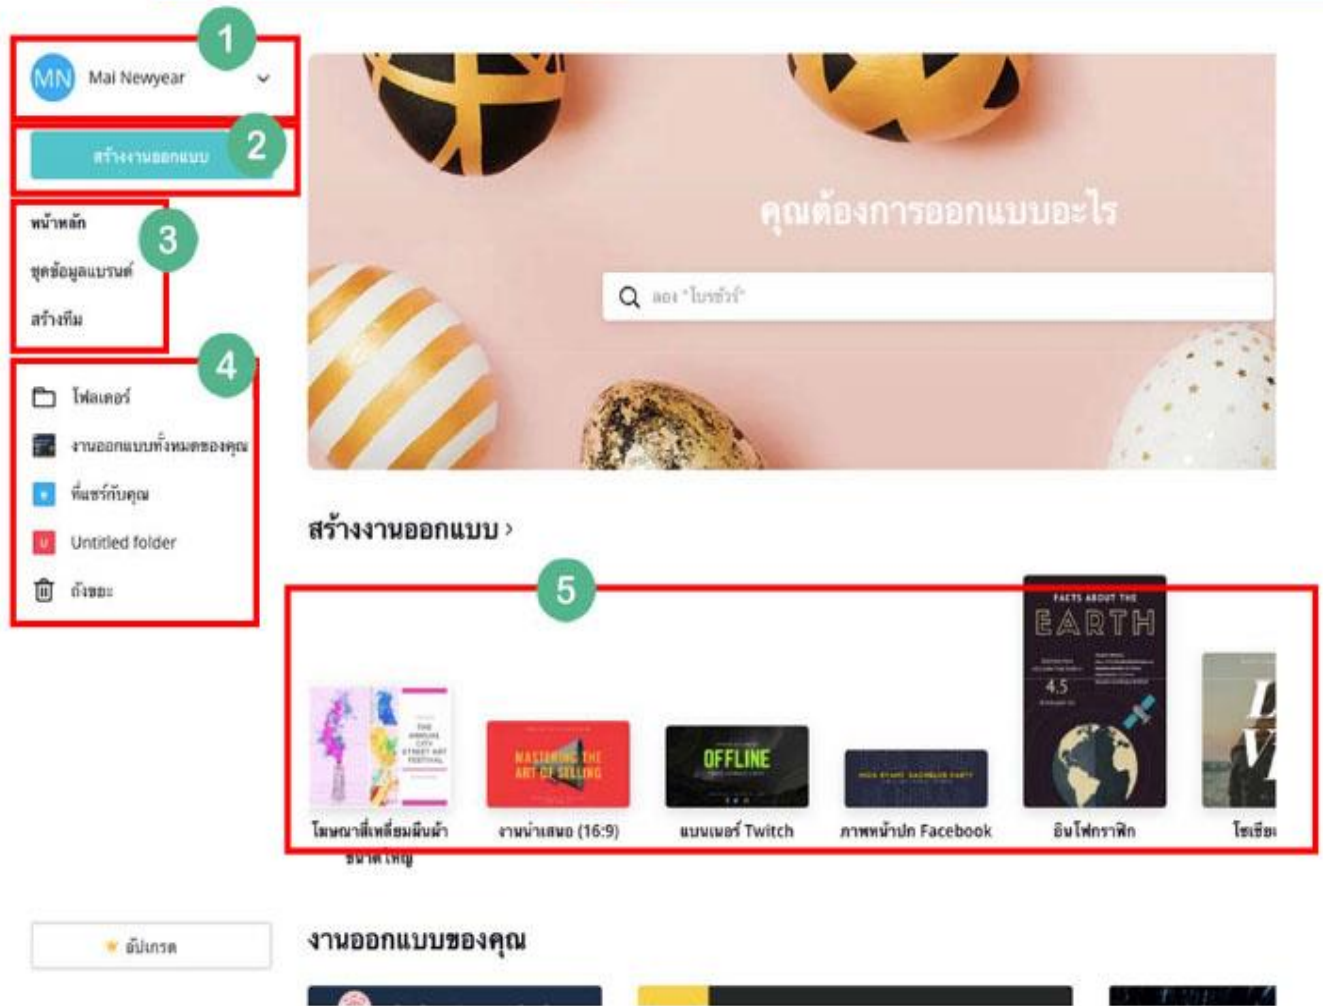 1
MN Mai Newyear
2
สร้างงานออกแบบ
3
หน้าหลัก
ชุดข้อมูลแบรนด์
สร้างทีม
4
โฟลเดอร์
งานออกแบบทั้งหมดของคุณ
ที่แชร์กับคุณ
U Untitled folder
ถังขยะ
คุณต้องการออกแบบอะไร
ลอง "โบรชัวร์"
สร้างงานออกแบบ >
5
THE
CITY
STREET ART
FESTIVAL
โฆษณาสี่เหลี่ยมผืนผ้า
ขนาดใหญ่
MASTERING THE
ART OF SELLING
งานนำเสนอ (16:9)
OFFLINE
แบนเนอร์ Twitch
ภาพหน้าปก Facebook
FACTS ABOUT THE
EARTH
4.5
อินโฟกราฟิก
อัปเกรด
งานออกแบบของคุณ